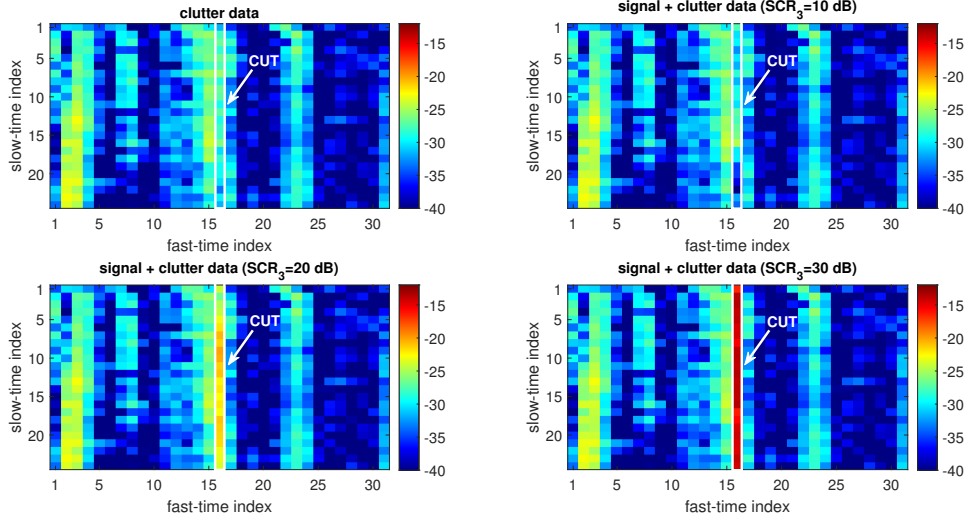 clutter data
1
5
10
15
20
1 5 10 15 20 25 30
slow-time index
fast-time index
CUT
-15
-20
-25
-30
-35
-40
signal + clutter data (SCR3=10 dB)
1
5
10
15
20
1 5 10 15 20 25 30
slow-time index
fast-time index
CUT
-15
-20
-25
-30
-35
-40
signal + clutter data (SCR3=20 dB)
1
5
10
15
20
1 5 10 15 20 25 30
slow-time index
fast-time index
CUT
-15
-20
-25
-30
-35
-40
signal + clutter data (SCR3=30 dB)
1
5
10
15
20
1 5 10 15 20 25 30
slow-time index
fast-time index
CUT
-15
-20
-25
-30
-35
-40